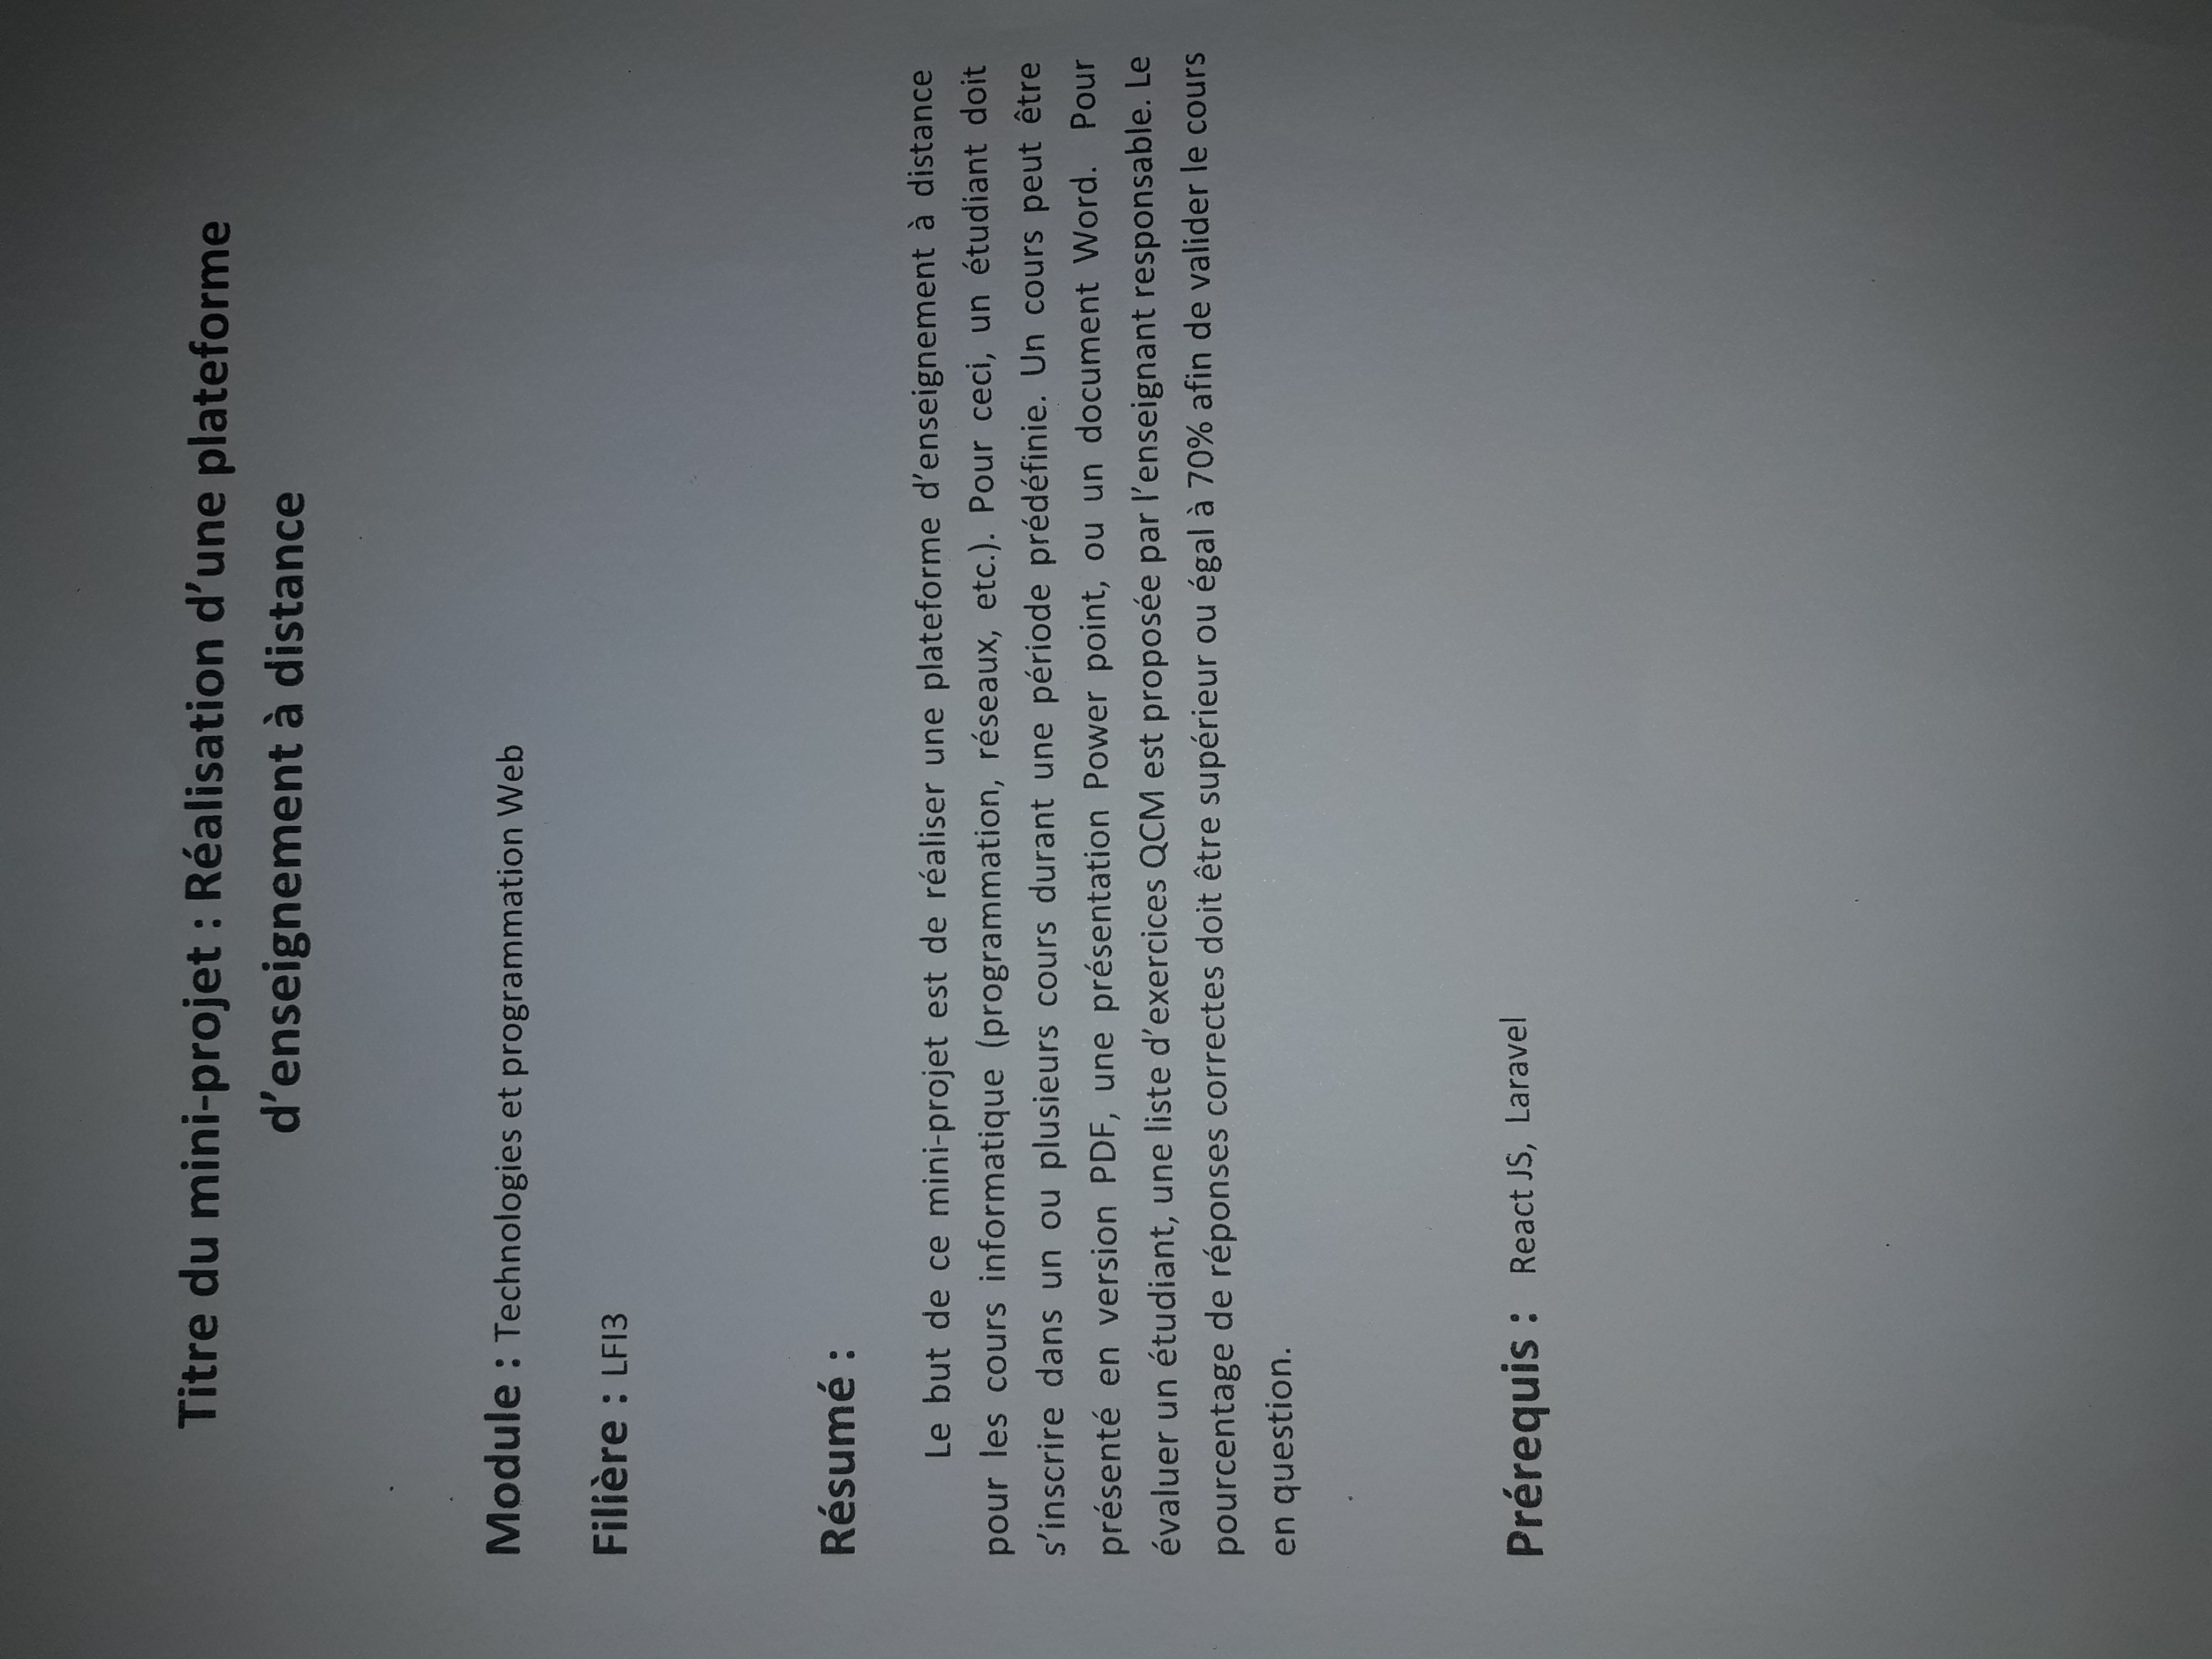 Titre du mini-projet : Réalisation d’une plateforme
d’enseignement à distance
Module : Technologies et programmation Web
Filière : LFI3
Résumé :
Le but de ce mini-projet est de réaliser une plateforme d’enseignement à distance
pour les cours informatique (programmation, réseaux, etc.). Pour ceci, un étudiant doit
s’inscrire dans un ou plusieurs cours durant une période prédéfinie. Un cours peut être
présenté en version PDF, une présentation Power point, ou un document Word. Pour
évaluer un étudiant, une liste d’exercices QCM est proposée par l’enseignant responsable. Le
pourcentage de réponses correctes doit être supérieur ou égal à 70% afin de valider le cours
en question.
Prérequis : React JS, Laravel